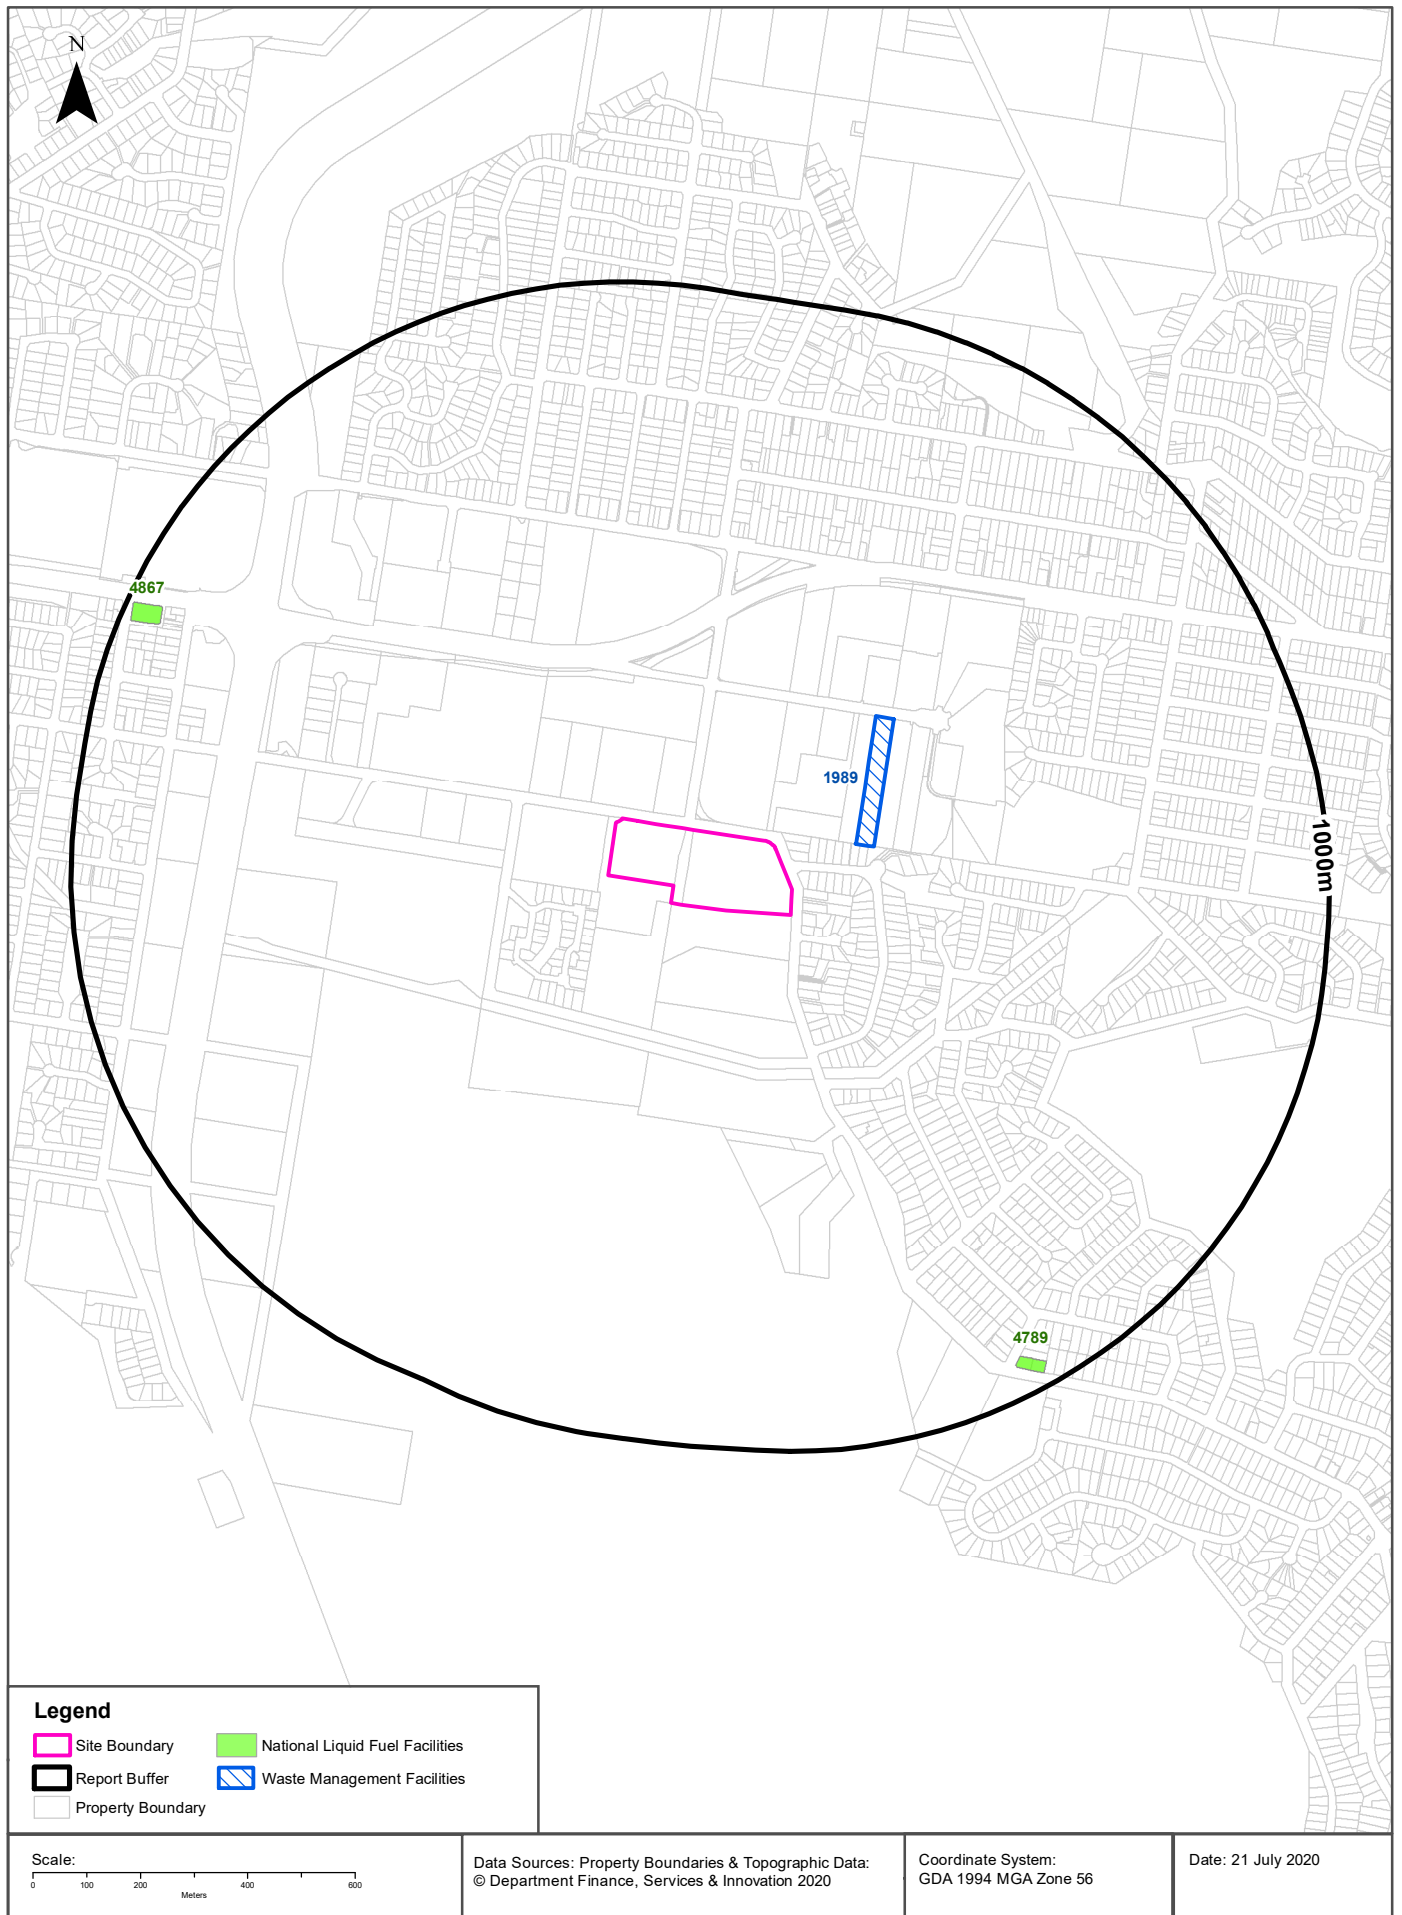 N
4867
1989
1000m
4789
Legend
Site Boundary
National Liquid Fuel Facilities
Report Buffer
Waste Management Facilities
Property Boundary
Scale:
0 100 200 400 600
Meters
Data Sources: Property Boundaries & Topographic Data:
© Department Finance, Services & Innovation 2020
Coordinate System:
GDA 1994 MGA Zone 56
Date: 21 July 2020